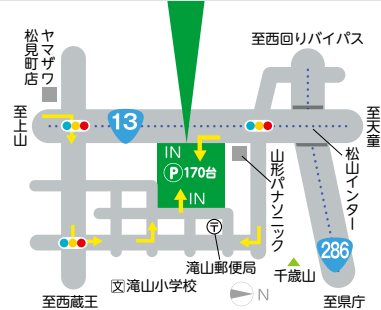 ヤマザワ
松見町店
至西回りバイパス
至上山
13
至天童
IN
P 170台
IN
山形パナソニック
松山インター
286
〒
滝山郵便局
千歳山
文 滝山小学校
N
至西蔵王
至県庁